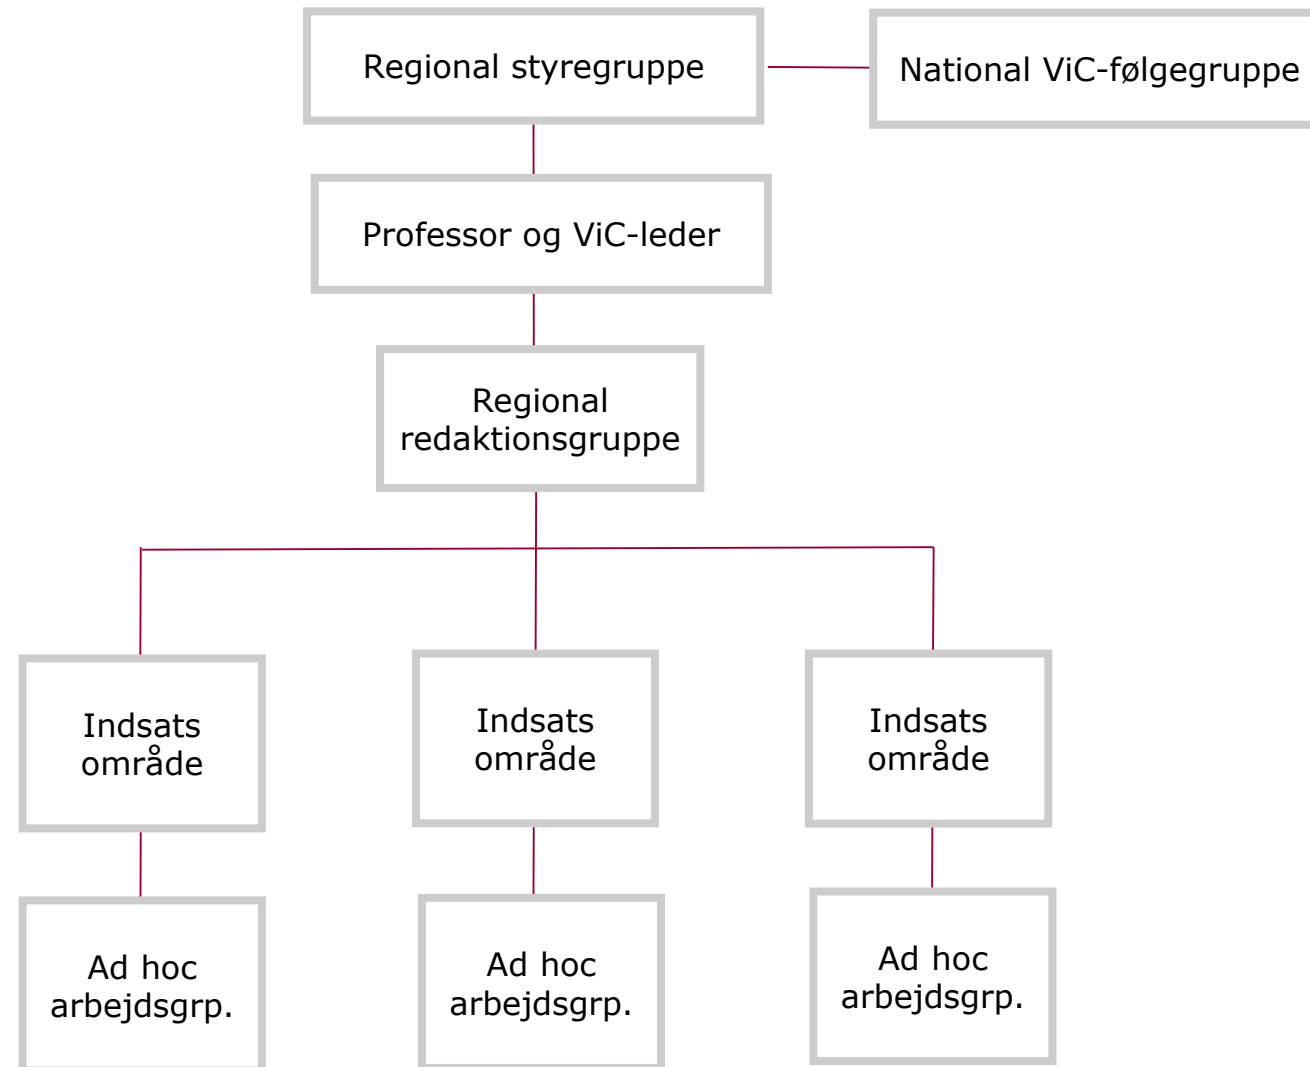 Regional styregruppe
National ViC-følgegruppe
Professor og ViC-leder
Regional
redaktionsgruppe
Indsats
område
Indsats
område
Indsats
område
Ad hoc
arbejdsgrp.
Ad hoc
arbejdsgrp.
Ad hoc
arbejdsgrp.